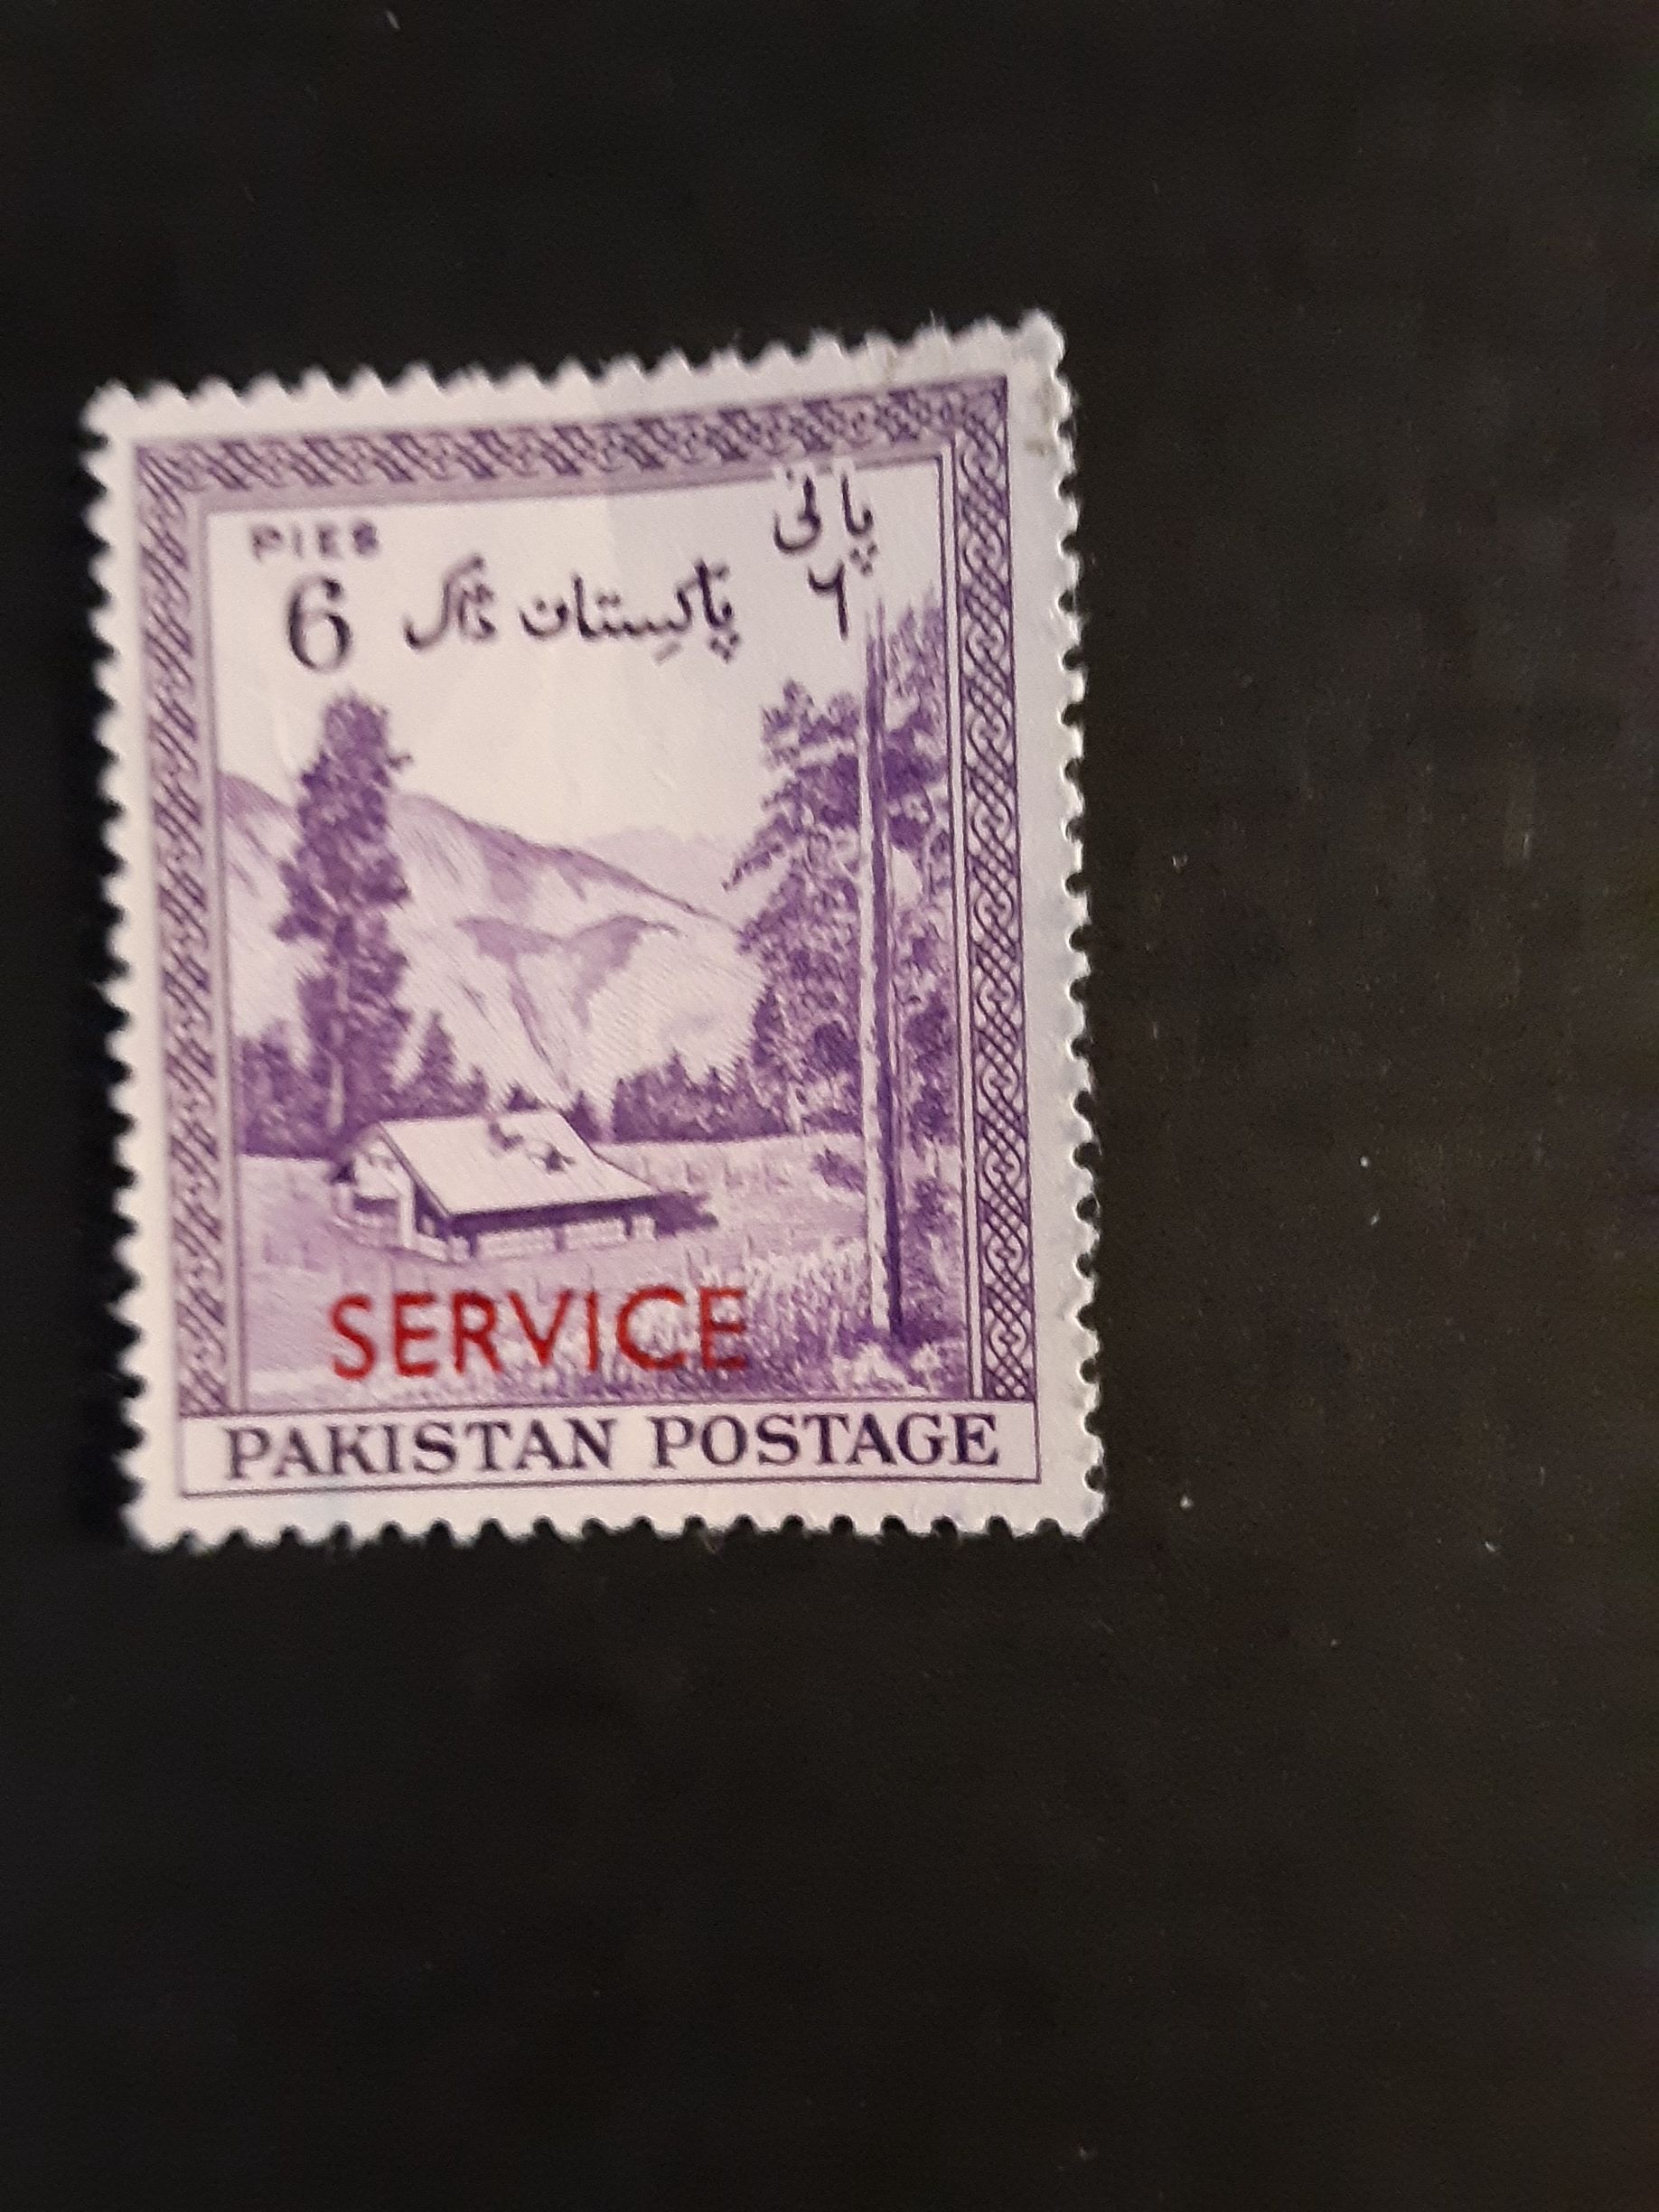 PIES
پائی
6
پاکستان ڈاک
٦
SERVICE
PAKISTAN POSTAGE